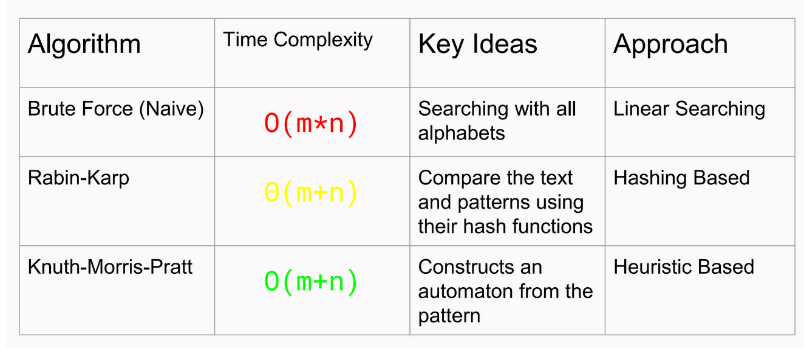 Algorithm
Time Complexity
Key Ideas
Approach
Brute Force (Naive)
O(m*n)
Searching with all
alphabets
Linear Searching
Rabin-Karp
Θ(m+n)
Compare the text
and patterns using
their hash functions
Hashing Based
Knuth-Morris-Pratt
O(m+n)
Constructs an
automaton from the
pattern
Heuristic Based